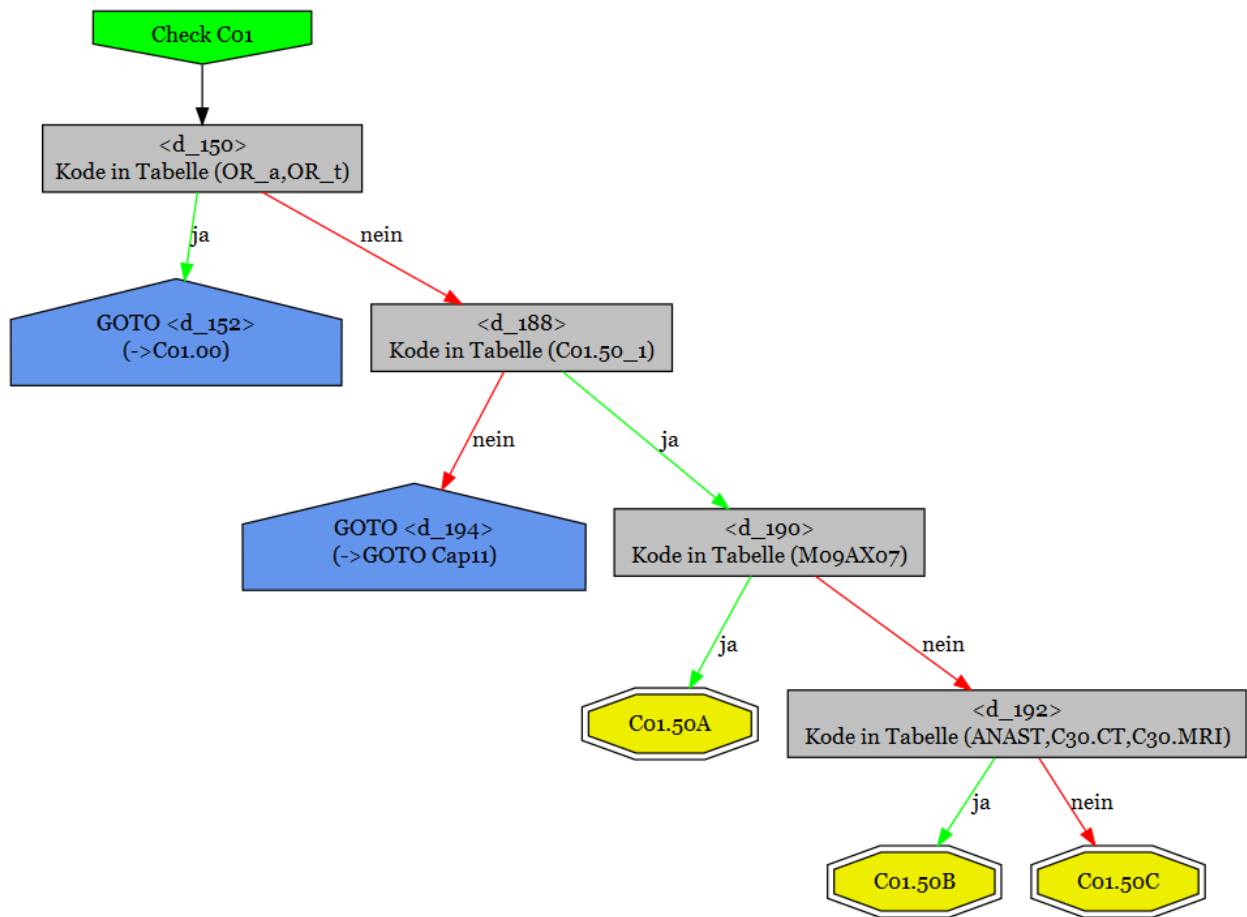 Check C01
<d_150>
Kode in Tabelle (OR_a,OR_t)
ja
nein
GOTO <d_152>
(->C01.00)
<d_188>
Kode in Tabelle (C01.50_1)
nein
ja
GOTO <d_194>
(->GOTO Cap11)
<d_190>
Kode in Tabelle (M09AX07)
ja
nein
C01.50A
<d_192>
Kode in Tabelle (ANAST,C30.CT,C30.MRI)
ja
nein
C01.50B
C01.50C